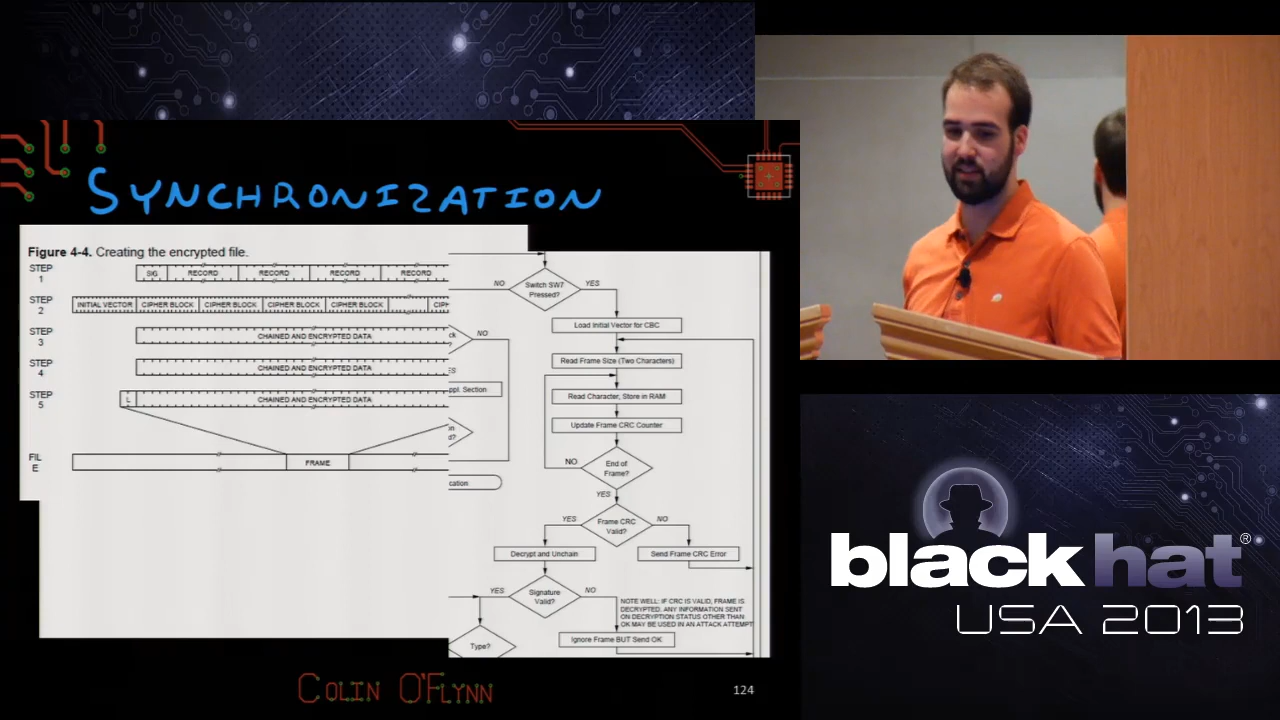 SYNCHRONIZATION
Figure 4-4. Creating the encrypted file.
STEP 1
SIG RECORD RECORD RECORD RECORD
STEP 2
INITIAL VECTOR CIPHER BLOCK CIPHER BLOCK CIPHER BLOCK CIPHER BLOCK CIPH
STEP 3
CHAINED AND ENCRYPTED DATA
STEP 4
CHAINED AND ENCRYPTED DATA
STEP 5
L CHAINED AND ENCRYPTED DATA
FIL E
FRAME
NO
ppl. Section
cation
NO
Switch SW7 Pressed?
YES
Load Initial Vector for CBC
Read Frame Size (Two Characters)
Read Character, Store in RAM
Update Frame CRC Counter
NO
End of Frame?
YES
YES
Frame CRC Valid?
NO
Decrypt and Unchain
Send Frame CRC Error
YES
Signature Valid?
NO
NOTE WELL: IF CRC IS VALID, FRAME IS
DECRYPTED. ANY INFORMATION SENT
ON DECRYPTION STATUS OTHER THAN
OK MAY BE USED IN AN ATTACK ATTEMPT
Type?
Ignore Frame BUT Send OK
COLIN O'FLYNN
124
black hat®
USA 2013